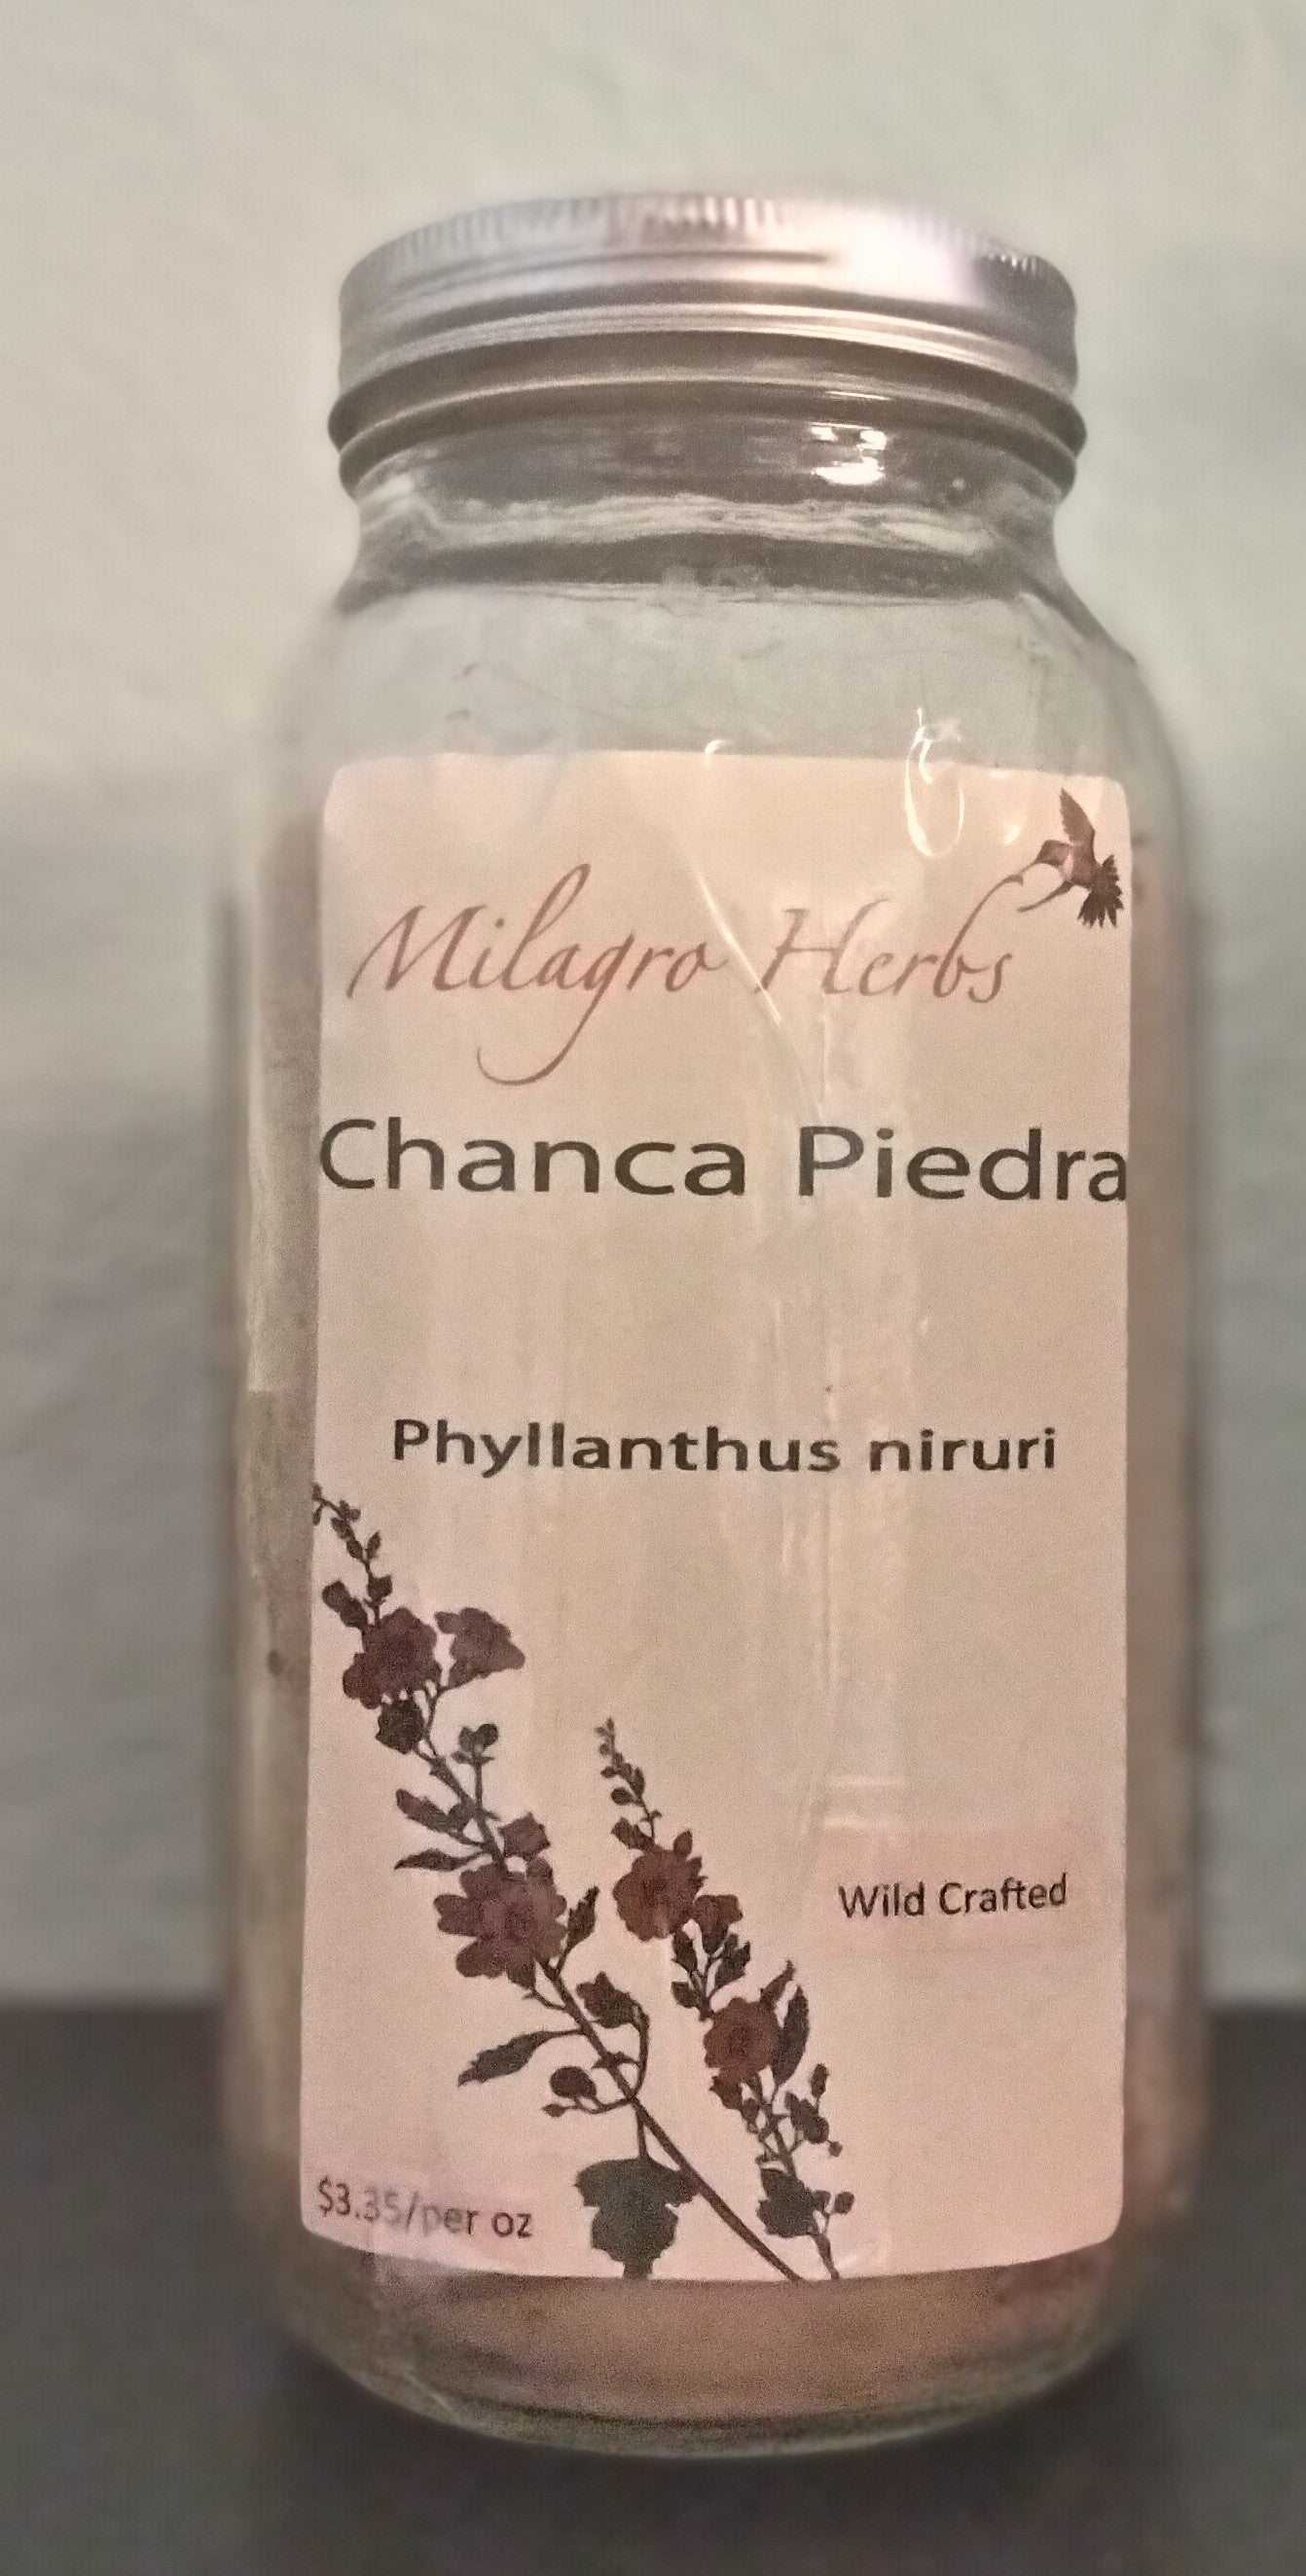 Milagro Herbs
Chanca Piedra
Phyllanthus niruri
Wild Crafted
$3.35/per oz